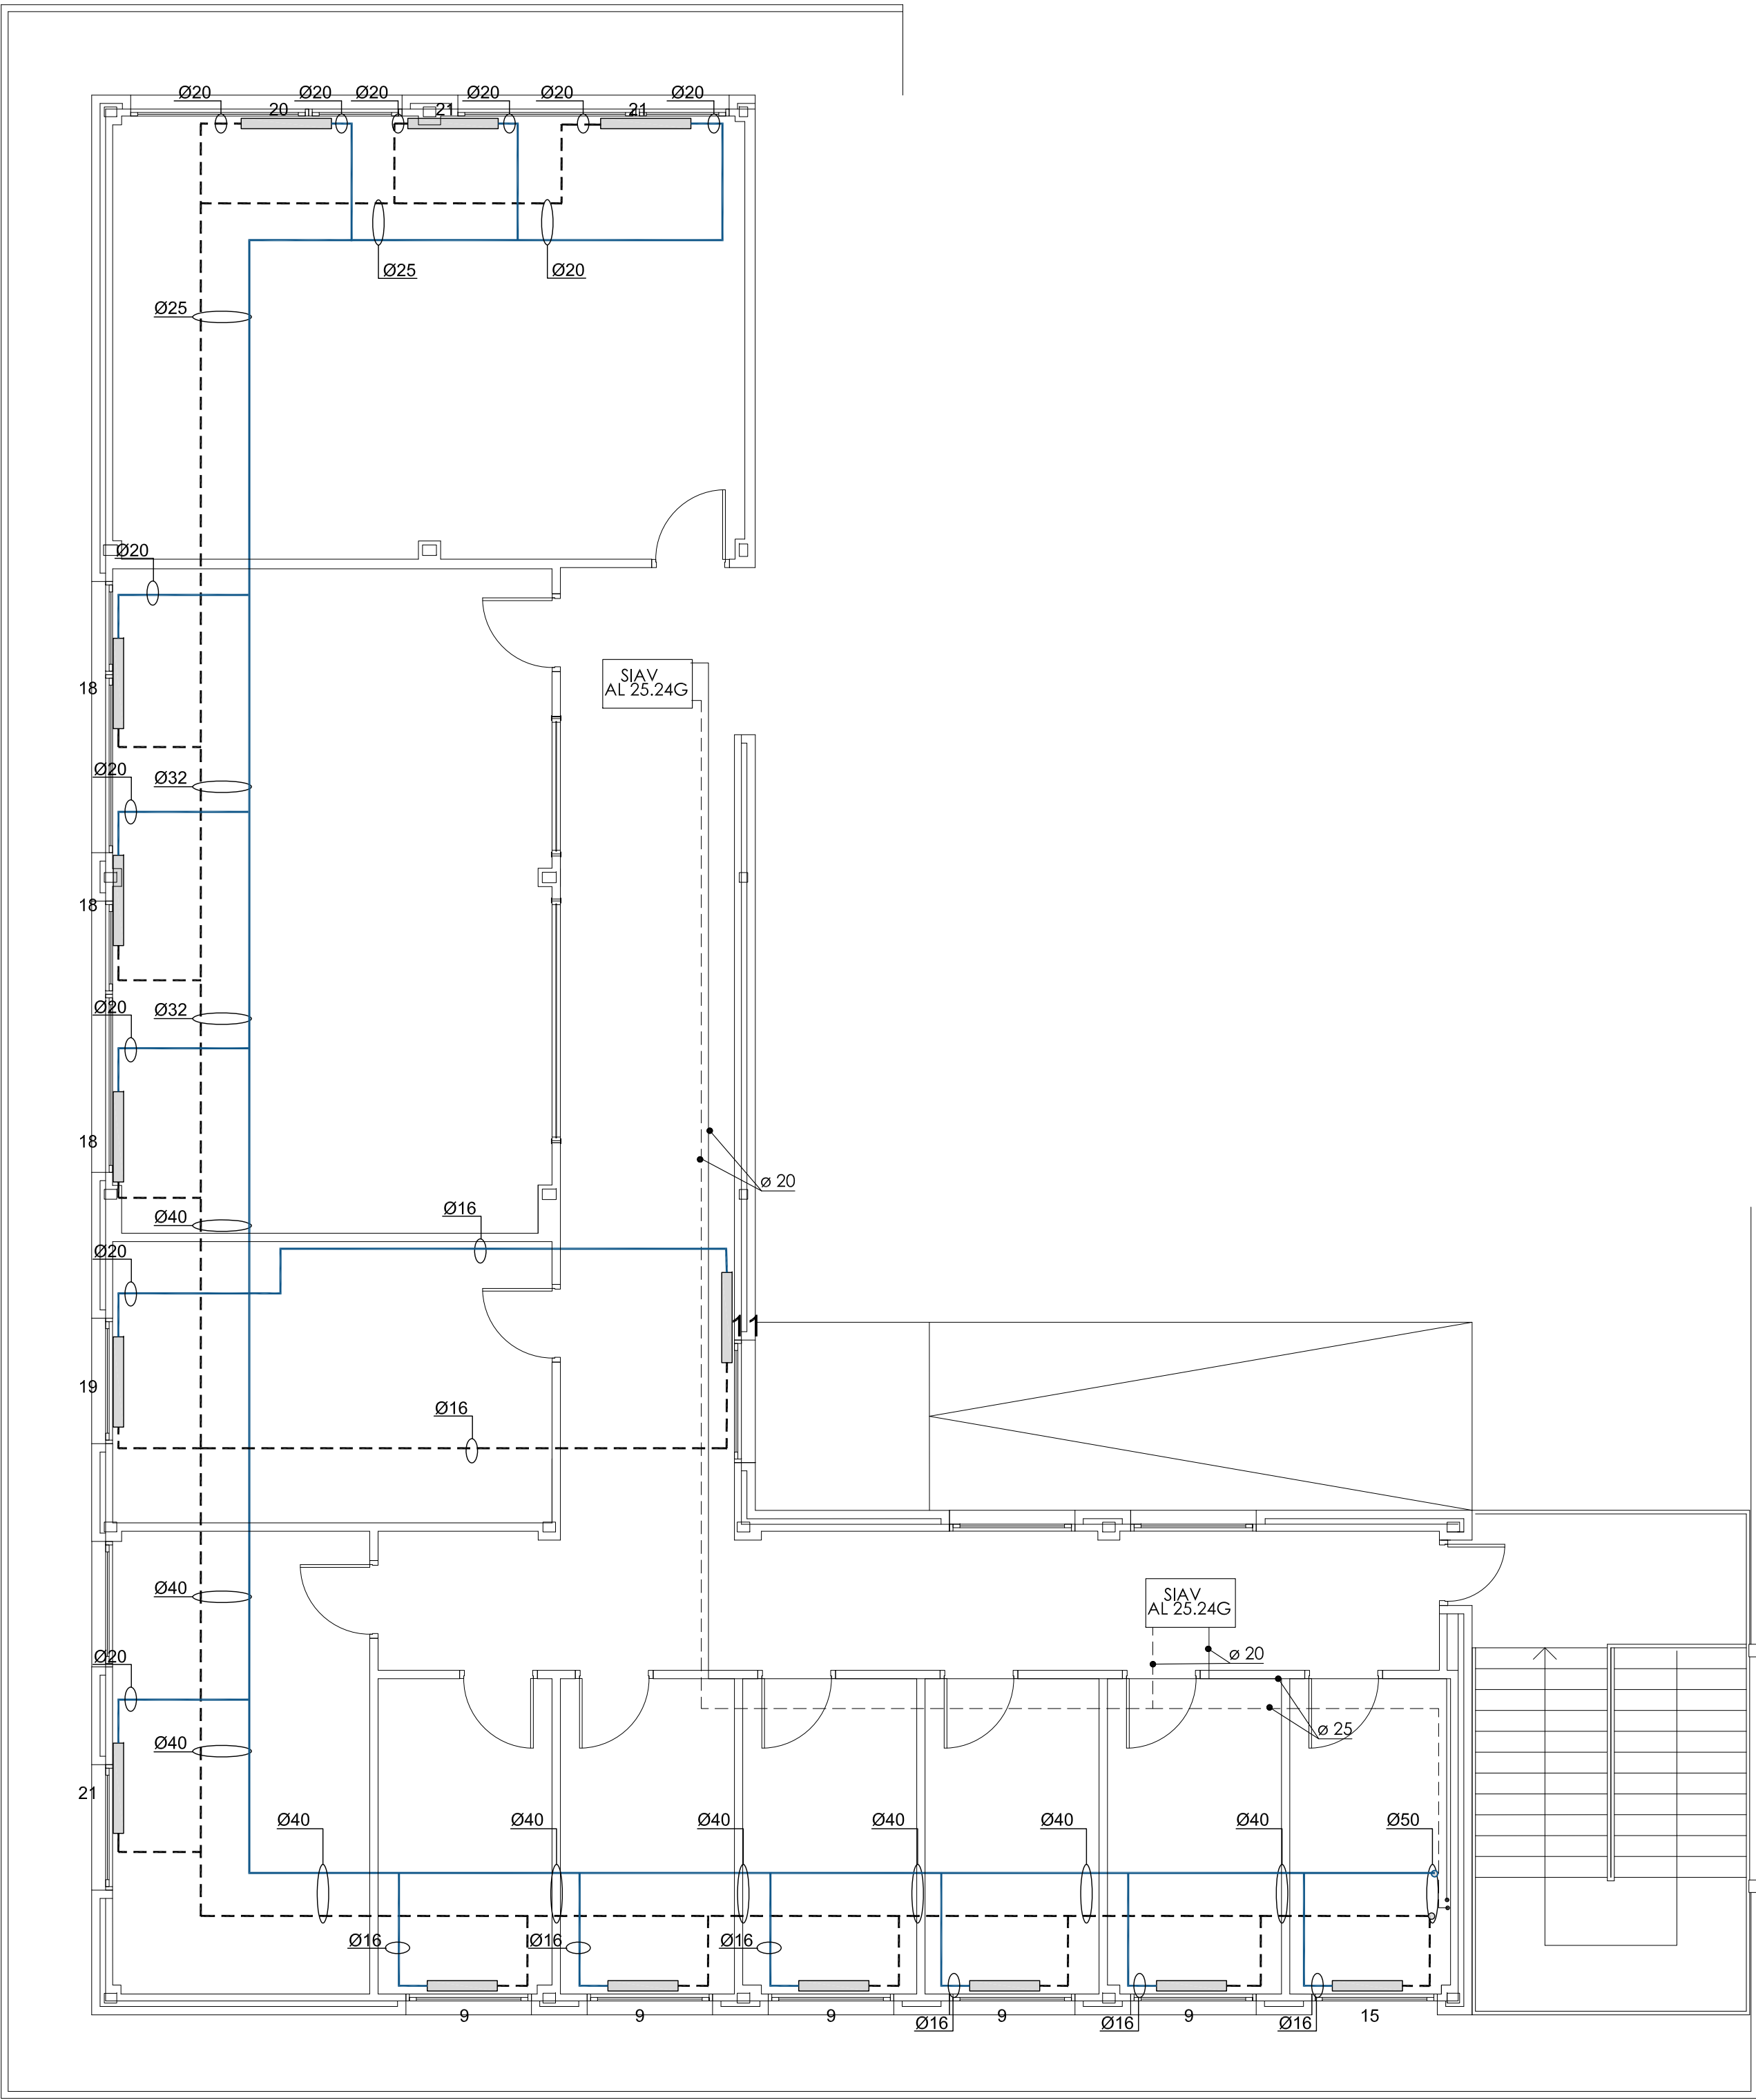 Ø20 Ø20 Ø20 Ø20 Ø20 Ø20
20 21 21
Ø25 Ø20
Ø25
Ø20
SIAV
AL 25.24G
18
Ø20 Ø32
18
Ø20 Ø32
18
ø 20
Ø40 Ø16
Ø20
11
19
Ø16
Ø40
SIAV
AL 25.24G
Ø20 ø 20
ø 25
Ø40
21
Ø40 Ø40 Ø40 Ø40 Ø40 Ø40 Ø50
Ø16 Ø16 Ø16
9 9 9 9 9 15
Ø16 Ø16 Ø16